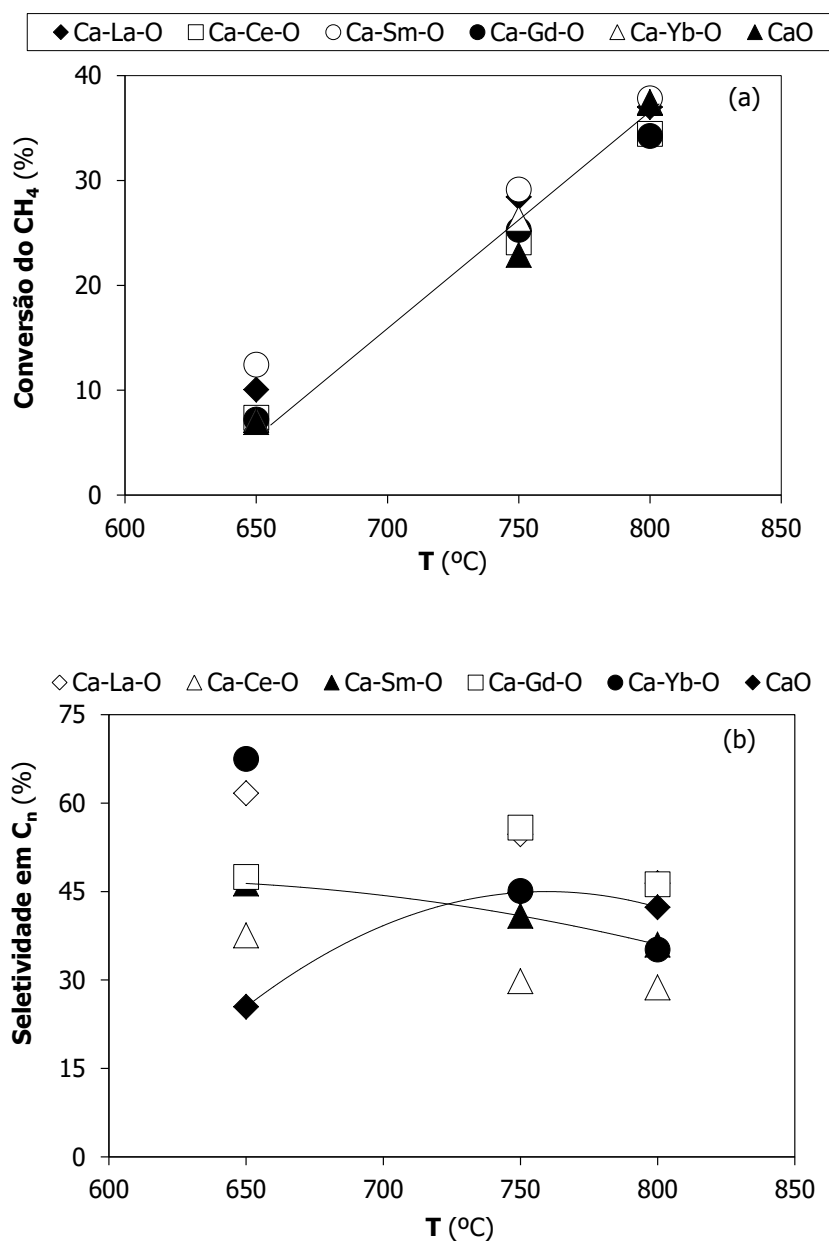 Ca-La-O Ca-Ce-O Ca-Sm-O Ca-Gd-O Ca-Yb-O CaO
(a)
40
30
20
10
0
Conversão do CH₄ (%)
600 650 700 750 800 850
T (ºC)
Ca-La-O Ca-Ce-O Ca-Sm-O Ca-Gd-O Ca-Yb-O CaO
(b)
75
60
45
30
15
0
Seletividade em Cₙ (%)
600 650 700 750 800 850
T (ºC)